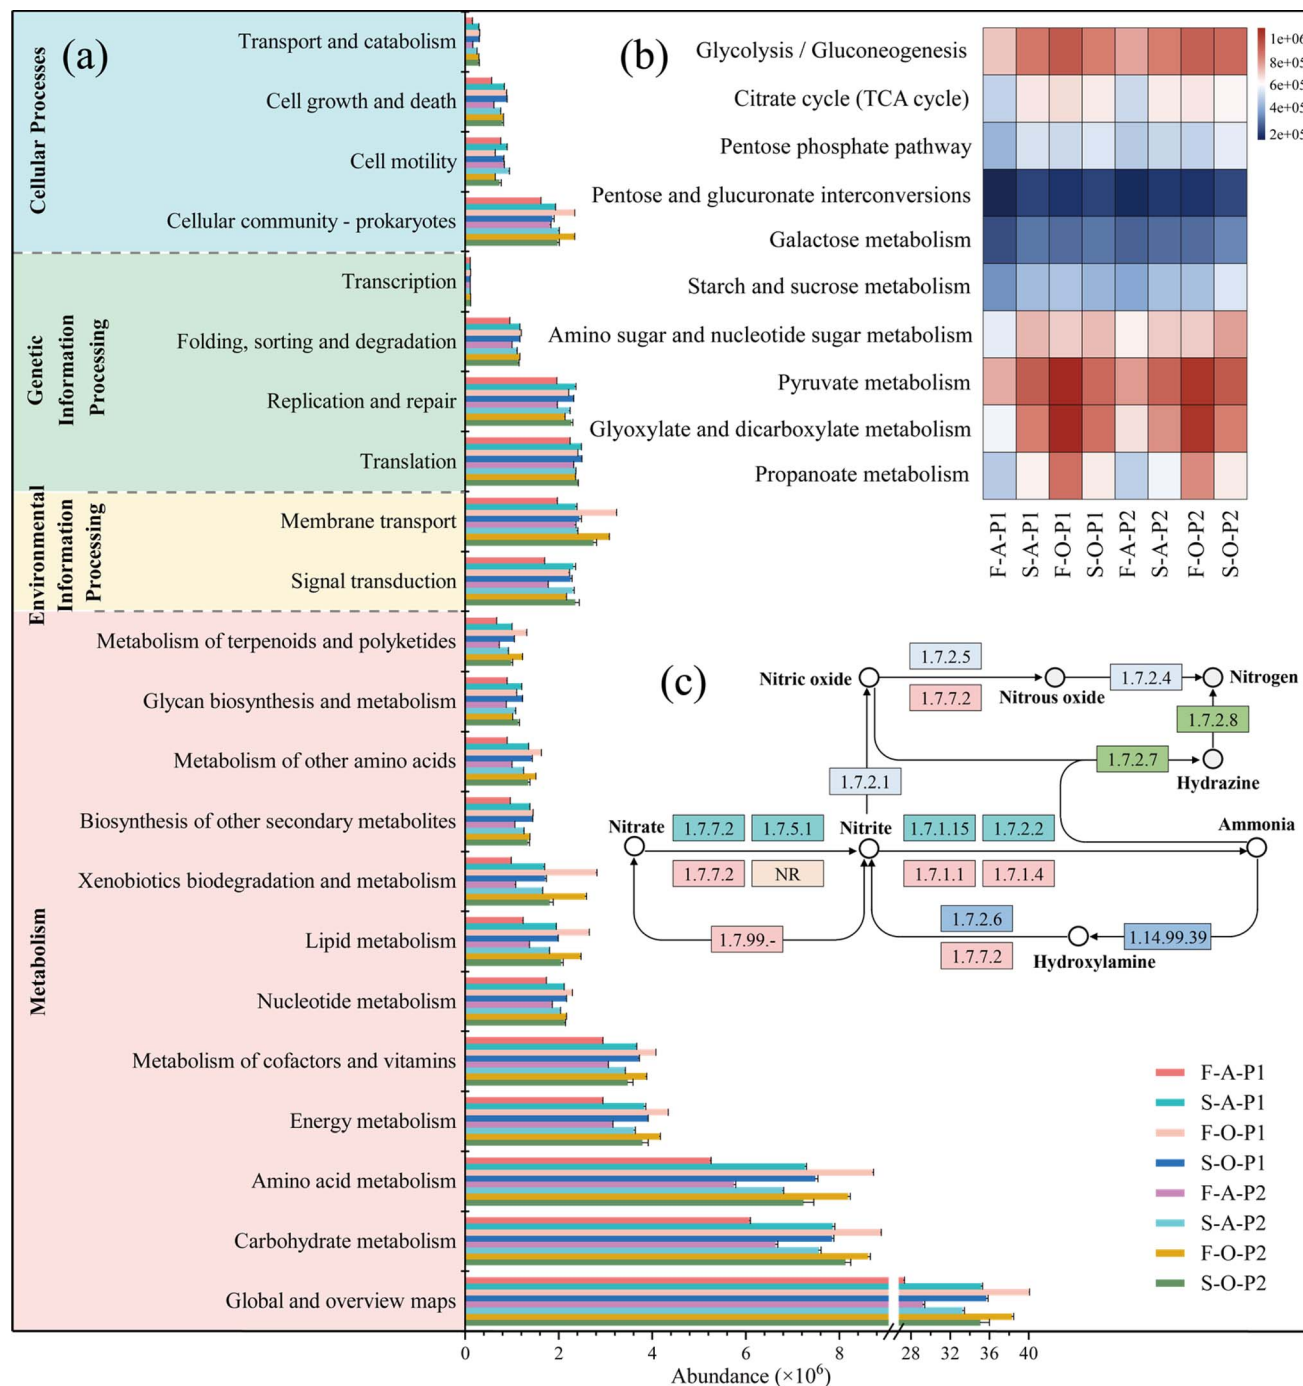 (a)
Cellular Processes
Transport and catabolism
Cell growth and death
Cell motility
Cellular community - prokaryotes
Genetic
Information
Processing
Transcription
Folding, sorting and degradation
Replication and repair
Translation
Environmental
Information
Processing
Membrane transport
Signal transduction
Metabolism
Metabolism of terpenoids and polyketides
Glycan biosynthesis and metabolism
Metabolism of other amino acids
Biosynthesis of other secondary metabolites
Xenobiotics biodegradation and metabolism
Lipid metabolism
Nucleotide metabolism
Metabolism of cofactors and vitamins
Energy metabolism
Amino acid metabolism
Carbohydrate metabolism
Global and overview maps
0 2 4 6 8 28 32 36 40
Abundance (×10⁶)
(b)
Glycolysis / Gluconeogenesis
Citrate cycle (TCA cycle)
Pentose phosphate pathway
Pentose and glucuronate interconversions
Galactose metabolism
Starch and sucrose metabolism
Amino sugar and nucleotide sugar metabolism
Pyruvate metabolism
Glyoxylate and dicarboxylate metabolism
Propanoate metabolism
F-A-P1
S-A-P1
F-O-P1
S-O-P1
F-A-P2
S-A-P2
F-O-P2
S-O-P2
1e+06
8e+05
6e+05
4e+05
2e+05
(c)
Nitric oxide
1.7.2.5
1.7.7.2
Nitrous oxide
1.7.2.4
Nitrogen
1.7.2.8
1.7.2.7
Hydrazine
1.7.2.1
Nitrate
1.7.7.2 1.7.5.1
Nitrite
1.7.1.15 1.7.2.2
Ammonia
1.7.7.2 NR
1.7.1.1 1.7.1.4
1.7.99.-
1.7.2.6
1.7.7.2
Hydroxylamine
1.14.99.39
F-A-P1
S-A-P1
F-O-P1
S-O-P1
F-A-P2
S-A-P2
F-O-P2
S-O-P2